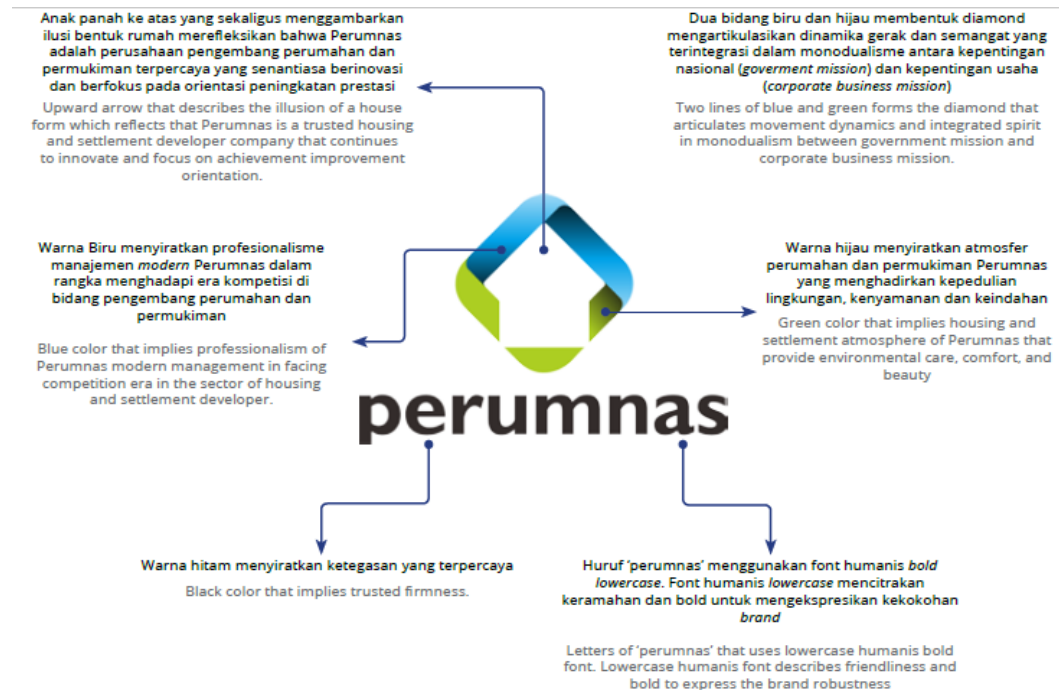 Anak panah ke atas yang sekaligus menggambarkan
ilusi bentuk rumah merefleksikan bahwa Perumnas
adalah perusahaan pengembang perumahan dan
permukiman terpercaya yang senantiasa berinovasi
dan berfokus pada orientasi peningkatan prestasi
Upward arrow that describes the illusion of a house
form which reflects that Perumnas is a trusted housing
and settlement developer company that continues
to innovate and focus on achievement improvement
orientation.
Dua bidang biru dan hijau membentuk diamond
mengartikulasikan dinamika gerak dan semangat yang
terintegrasi dalam monodualisme antara kepentingan
nasional (goverment mission) dan kepentingan usaha
(corporate business mission)
Two lines of blue and green forms the diamond that
articulates movement dynamics and integrated spirit
in monodualism between government mission and
corporate business mission.
Warna Biru menyiratkan profesionalisme
manajemen modern Perumnas dalam
rangka menghadapi era kompetisi di
bidang pengembang perumahan dan
permukiman
Blue color that implies professionalism of
Perumnas modern management in facing
competition era in the sector of housing
and settlement developer.
Warna hijau menyiratkan atmosfer
perumahan dan permukiman Perumnas
yang menghadirkan kepedulian
lingkungan, kenyamanan dan keindahan
Green color that implies housing and
settlement atmosphere of Perumnas that
provide environmental care, comfort, and
beauty
perumnas
Warna hitam menyiratkan ketegasan yang terpercaya
Black color that implies trusted firmness.
Huruf 'perumnas' menggunakan font humanis bold
lowercase. Font humanis lowercase mencitrakan
keramahan dan bold untuk mengekspresikan kekokohan
brand
Letters of 'perumnas' that uses lowercase humanis bold
font. Lowercase humanis font describes friendliness and
bold to express the brand robustness